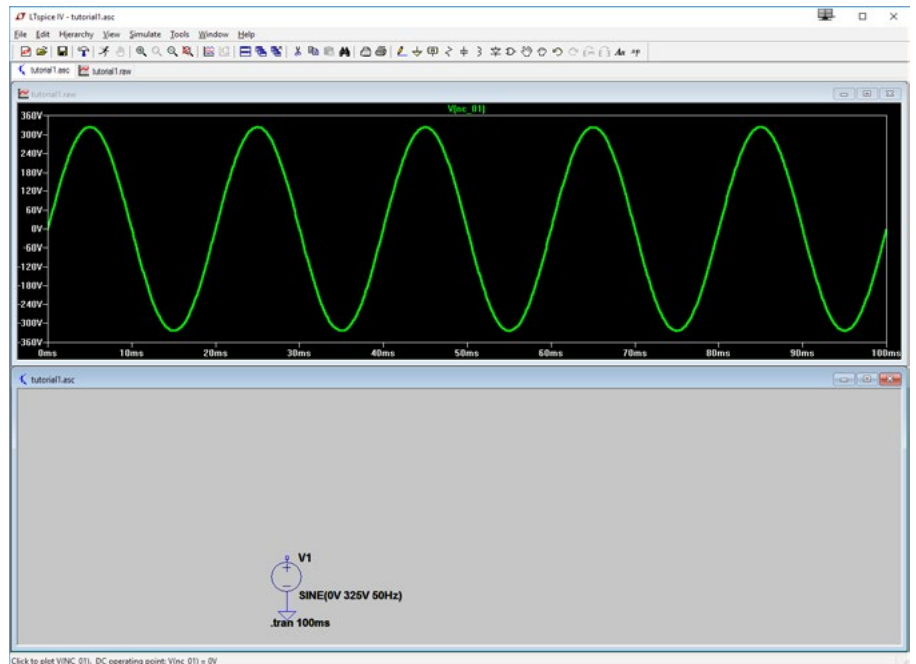 LTspice IV - tutorial1.asc
File Edit Hierarchy View Simulate Tools Window Help
tutorial1.asc tutorial1.raw
tutorial1.raw
V(nc_01)
360V
300V
240V
180V
120V
60V
0V
-60V
-120V
-180V
-240V
-300V
-360V
0ms 10ms 20ms 30ms 40ms 50ms 60ms 70ms 80ms 90ms 100ms
tutorial1.asc
V1
SINE(0V 325V 50Hz)
.tran 100ms
Click to plot V(NC_01). DC operating point: V(nc_01) = 0V